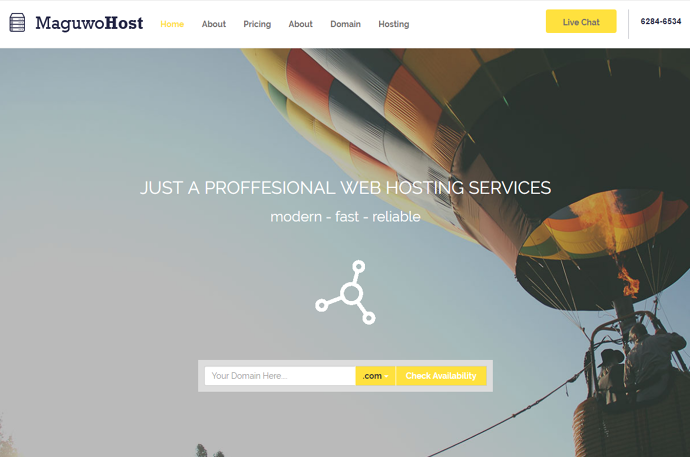 MaguwoHost Home About Pricing About Domain Hosting Live Chat 6284-6534
JUST A PROFFESIONAL WEB HOSTING SERVICES
modern - fast - reliable
Your Domain Here... .com Check Availability